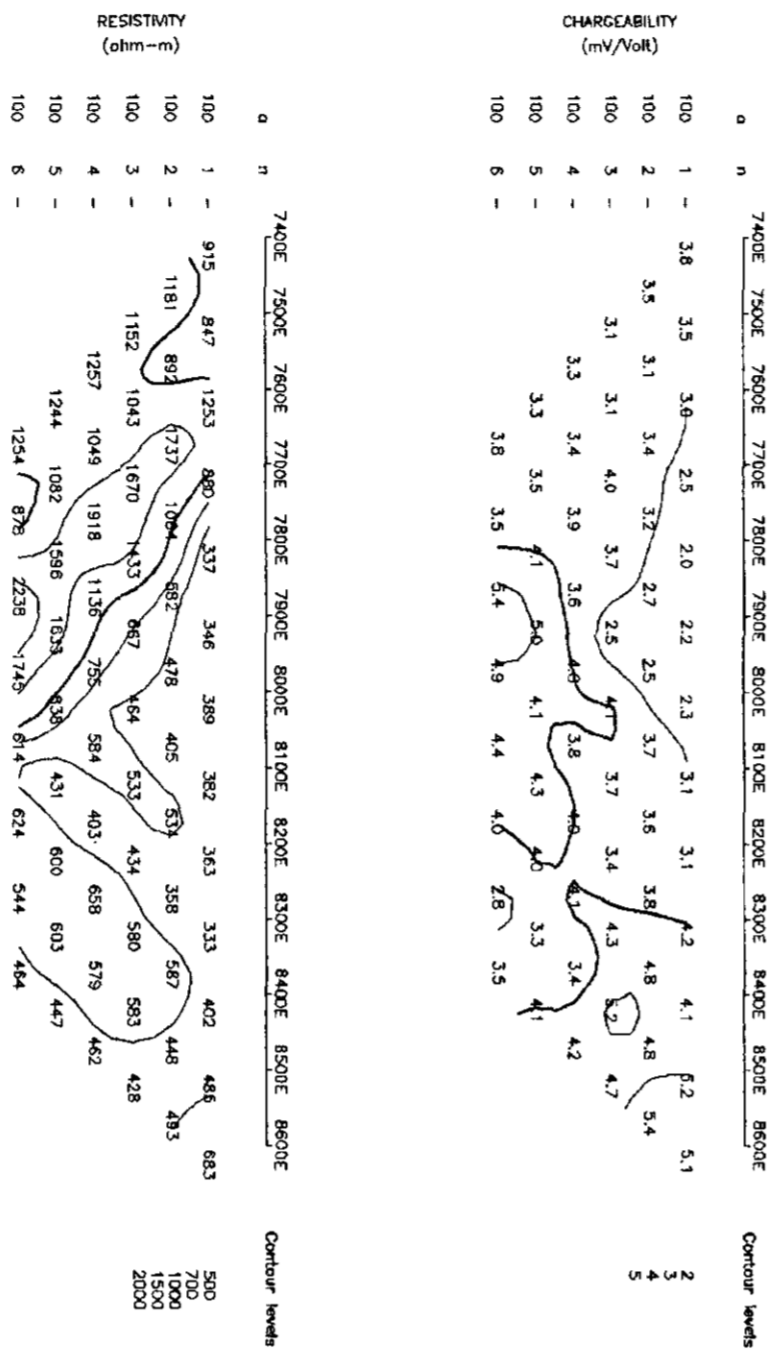 CHARGEABILITY
(mV/Volt)
a n 7400E 7500E 7600E 7700E 7800E 7900E 8000E 8100E 8200E 8300E 8400E 8500E 8600E Contour levels
100 1 - 3.8 3.5 3.0 2.5 2.0 2.2 2.3 3.1 3.1 4.2 4.1 5.2 5.1 2
100 2 - 3.5 3.1 3.4 3.2 2.7 2.5 3.7 3.6 3.8 4.8 4.8 5.4 3
100 3 - 3.1 3.1 4.0 3.7 2.5 4.1 3.7 3.4 4.3 5.2 4.7 4
100 4 - 3.3 3.4 3.9 3.6 4.0 3.8 4.0 4.1 3.4 4.2 5
100 5 - 3.3 3.5 4.1 5.0 4.1 4.3 4.0 3.3 4.1
100 6 - 3.8 3.5 5.4 4.9 4.4 4.0 2.8 3.5
RESISTIVITY
(ohm-m)
a n 7400E 7500E 7600E 7700E 7800E 7900E 8000E 8100E 8200E 8300E 8400E 8500E 8600E Contour levels
100 1 - 915 847 1253 880 337 346 389 382 363 333 402 486 683 500
100 2 - 1181 892 1737 682 478 405 534 358 587 448 493 700
100 3 - 1152 1043 1670 1433 667 464 533 434 580 583 428 1000
100 4 - 1257 1049 1918 1136 755 584 403 658 579 462 1500
100 5 - 1244 1082 1596 1633 838 431 600 603 447 2000
100 6 - 1254 878 2238 1745 614 624 544 464